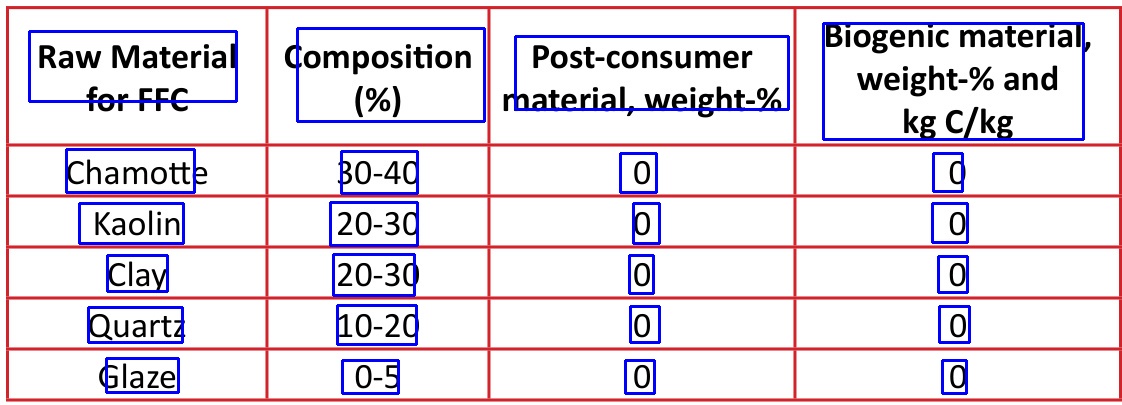 Raw Material for FFC Composition (%) Post-consumer material, weight-% Biogenic material, weight-% and kg C/kg
Chamotte 30-40 0 0
Kaolin 20-30 0 0
Clay 20-30 0 0
Quartz 10-20 0 0
Glaze 0-5 0 0